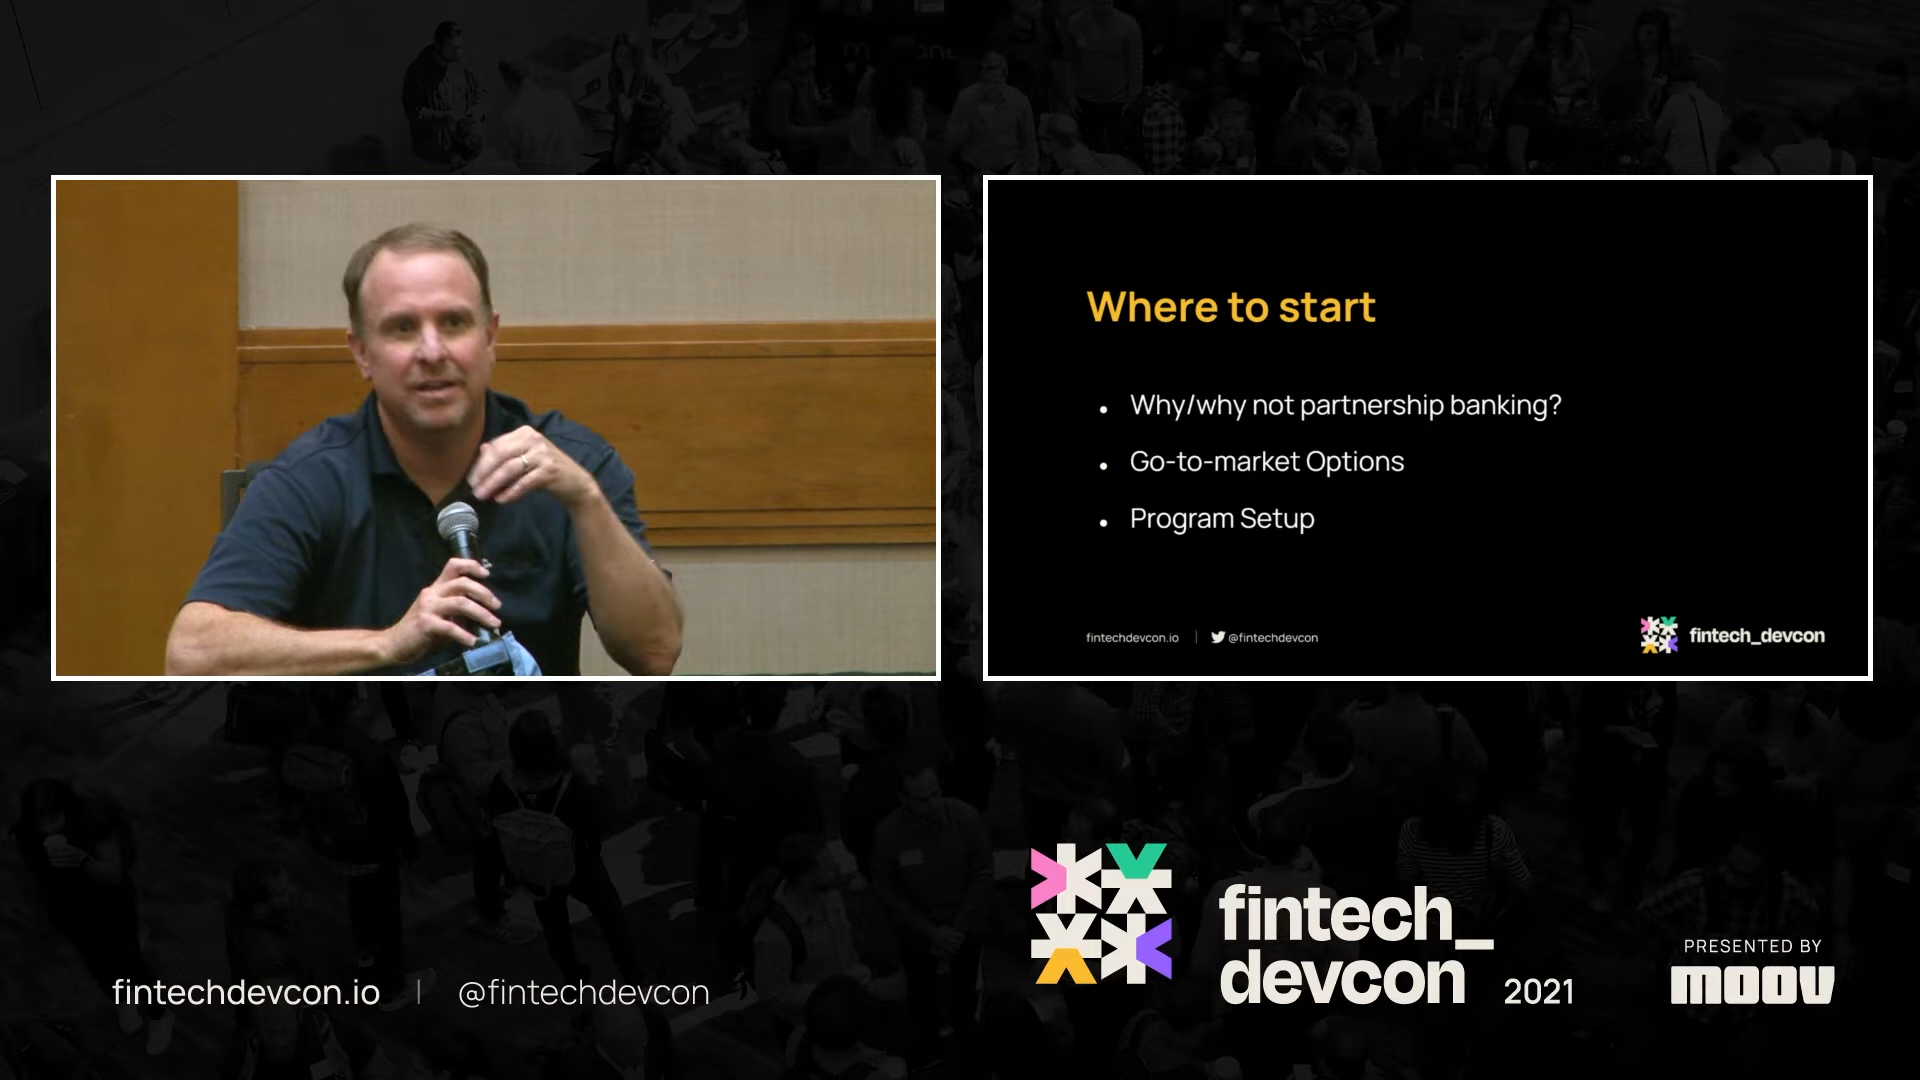 Where to start
• Why/why not partnership banking?
• Go-to-market Options
• Program Setup
fintechdevcon.io | @fintechdevcon
fintech_devcon
fintechdevcon.io | @fintechdevcon
fintech_
devcon 2021
PRESENTED BY
moov